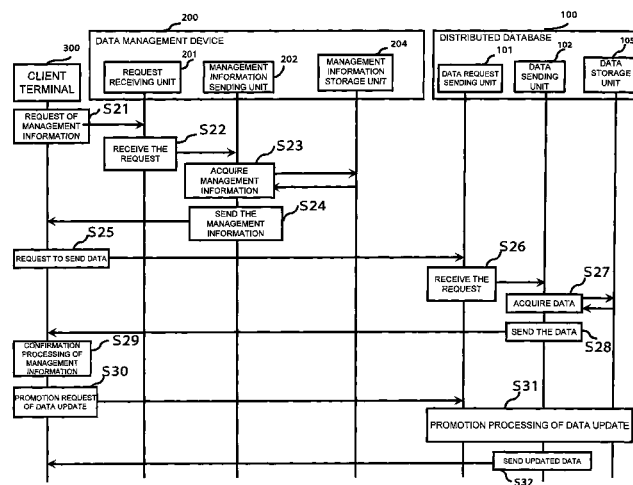 200
100
DATA MANAGEMENT DEVICE
DISTRIBUTED DATABASE
300
201
202
204
101
102
105
CLIENT
TERMINAL
REQUEST
RECEIVING UNIT
MANAGEMENT
INFORMATION
SENDING UNIT
MANAGEMENT
INFORMATION
STORAGE UNIT
DATA REQUEST
SENDING UNIT
DATA
SENDING
UNIT
DATA
STORAGE
UNIT
S21
REQUEST OF
MANAGEMENT
INFORMATION
S22
RECEIVE THE
REQUEST
S23
ACQUIRE
MANAGEMENT
INFORMATION
SEND THE
MANAGEMENT
INFORMATION
S24
S25
REQUEST TO SEND DATA
S26
RECEIVE THE
REQUEST
S27
ACQUIRE DATA
SEND THE DATA
S28
S29
CONFIRMATION
PROCESSING OF
MANAGEMENT
INFORMATION
S30
PROMOTION REQUEST
OF DATA UPDATE
S31
PROMOTION PROCESSING OF DATA UPDATE
SEND UPDATED DATA
S32